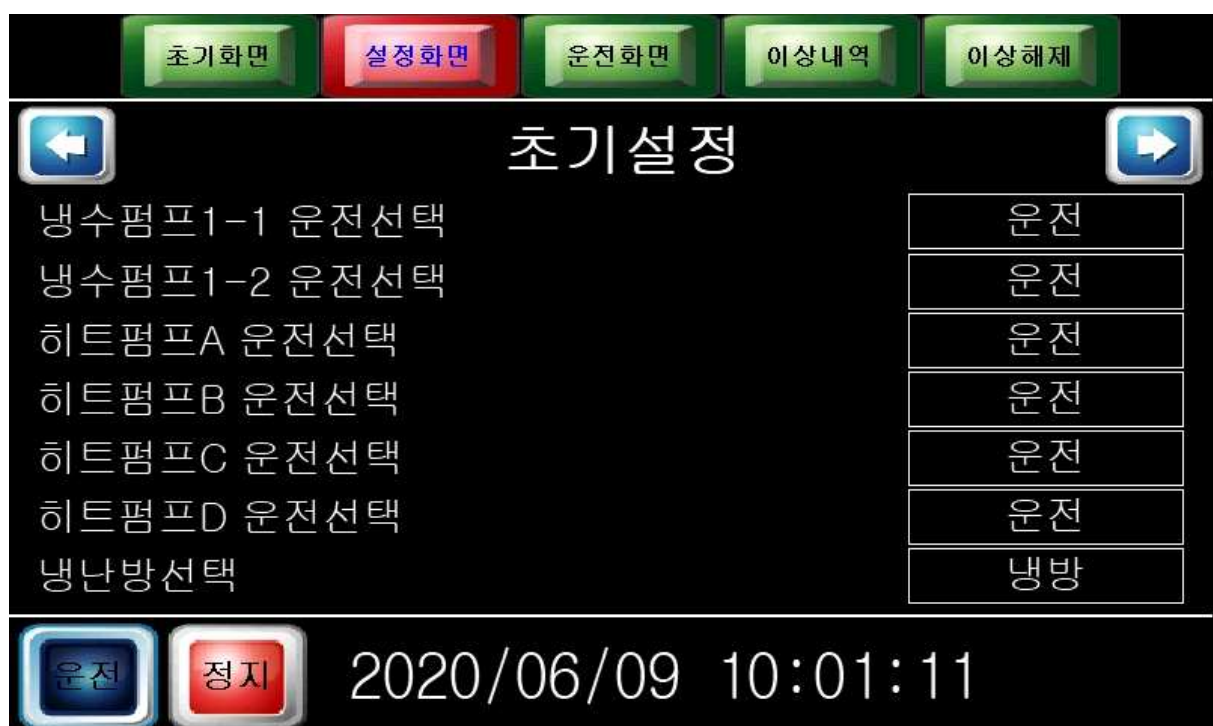 초기화면 설정화면 운전화면 이상내역 이상해제
초기설정
냉수펌프1-1 운전선택 운전
냉수펌프1-2 운전선택 운전
히트펌프A 운전선택 운전
히트펌프B 운전선택 운전
히트펌프C 운전선택 운전
히트펌프D 운전선택 운전
냉난방선택 냉방
운전 정지 2020/06/09 10:01:11